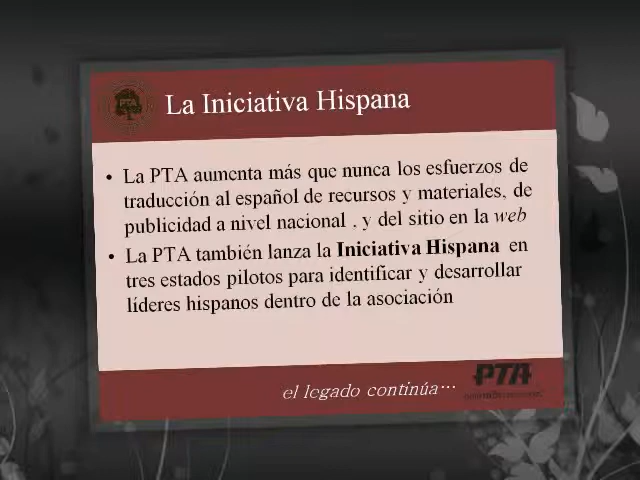 PTA
La Iniciativa Hispana
• La PTA aumenta más que nunca los esfuerzos de
traducción al español de recursos y materiales, de
publicidad a nivel nacional , y del sitio en la web
• La PTA también lanza la Iniciativa Hispana en
tres estados pilotos para identificar y desarrollar
líderes hispanos dentro de la asociación
el legado continúa...
PTA